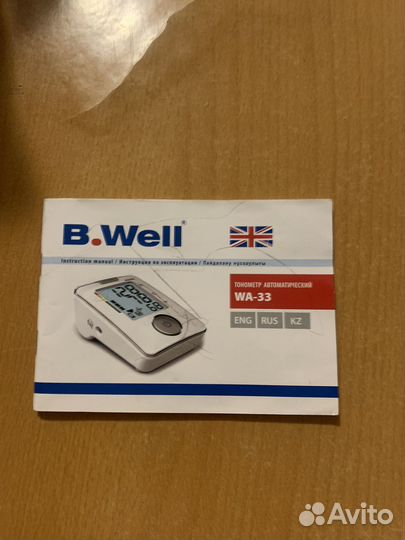 B.Well®
Instruction manual / Инструкция по эксплуатации / Пайдалану нұсқаулығы
ТОНОМЕТР АВТОМАТИЧЕСКИЙ
WA-33
ENG RUS KZ
Avito